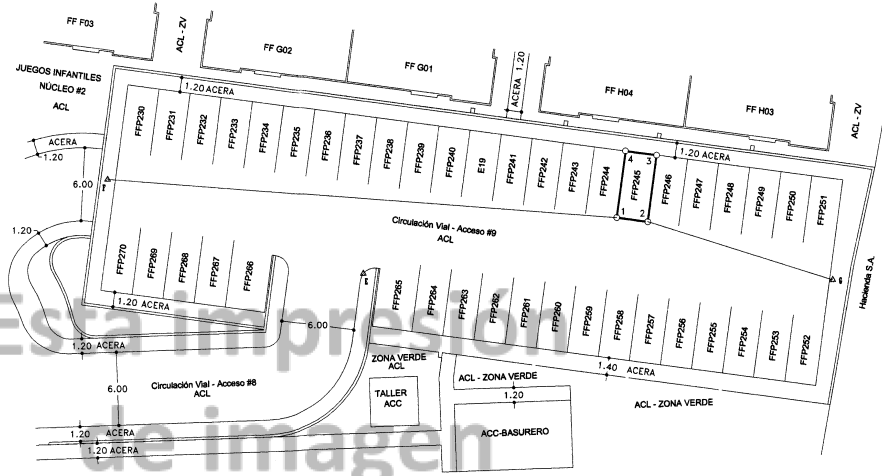 FF F03
ACL - ZV
FF G02
FF G01
ACERA 1.20
FF H04
FF H03
ACL - ZV
JUEGOS INFANTILES
NÚCLEO #2
ACL
1.20 ACERA
FFP230
FFP231
FFP232
FFP233
FFP234
FFP235
FFP236
FFP237
FFP238
FFP239
FFP240
E19
FFP241
FFP242
FFP243
FFP244
4
3
FFP245
1
2
1.20 ACERA
FFP246
FFP247
FFP248
FFP249
FFP250
FFP251
ACERA
1.20
6.00
Circulación Vial - Acceso #9
ACL
Hacienda S.A.
1.20
FFP270
FFP269
FFP268
FFP267
FFP266
1.20 ACERA
FFP265
FFP264
FFP263
FFP262
FFP261
FFP260
FFP259
FFP258
FFP257
FFP256
FFP255
FFP254
FFP253
FFP252
Esta impresión
6.00
1.20 ACERA
1.40 ACERA
ZONA VERDE
ACL
ACL - ZONA VERDE
1.20
ACL - ZONA VERDE
6.00
Circulación Vial - Acceso #8
ACL
TALLER
ACC
ACC-BASURERO
1.20 ACERA
1.20 ACERA
de imagen